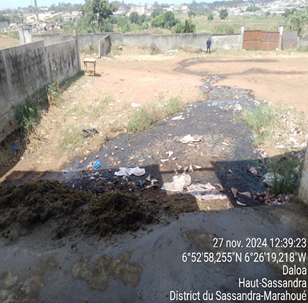 27 nov. 2024 12:39:23
6°52'58,255"N 6°26'19,218"W
Daloa
Haut-Sassandra
District du Sassandra-Marahoué